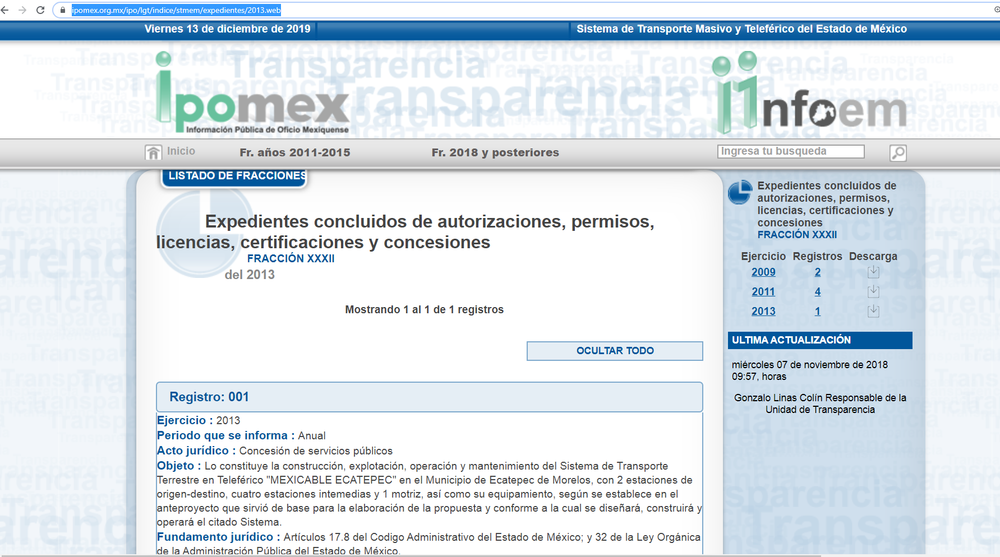 ipomex.org.mx/ipo/lgt/indice/stmem/expedientes/2013.web
Viernes 13 de diciembre de 2019
Sistema de Transporte Masivo y Teleférico del Estado de México
ipomex
Información Pública de Oficio Mexiquense
infoem
Inicio
Fr. años 2011-2015
Fr. 2018 y posteriores
Ingresa tu busqueda
LISTADO DE FRACCIONES
Expedientes concluidos de autorizaciones, permisos,
licencias, certificaciones y concesiones
FRACCIÓN XXXII
del 2013
Mostrando 1 al 1 de 1 registros
OCULTAR TODO
Registro: 001
Ejercicio : 2013
Periodo que se informa : Anual
Acto jurídico : Concesión de servicios públicos
Objeto : Lo constituye la construcción, explotación, operación y mantenimiento del Sistema de Transporte
Terrestre en Teleférico "MEXICABLE ECATEPEC" en el Municipio de Ecatepec de Morelos, con 2 estaciones de
origen-destino, cuatro estaciones intemedias y 1 motriz, así como su equipamiento, según se establece en el
anteproyecto que sirvió de base para la elaboración de la propuesta y conforme a la cual se diseñará, construirá y
operará el citado Sistema.
Fundamento jurídico : Artículos 17.8 del Codigo Administrativo del Estado de México; y 32 de la Ley Orgánica
de la Administración Pública del Estado de México.
Expedientes concluidos de
autorizaciones, permisos,
licencias, certificaciones y
concesiones
FRACCIÓN XXXII
Ejercicio Registros Descarga
2009 2
2011 4
2013 1
ULTIMA ACTUALIZACIÓN
miércoles 07 de noviembre de 2018
09:57, horas
Gonzalo Linas Colín Responsable de la
Unidad de Transparencia